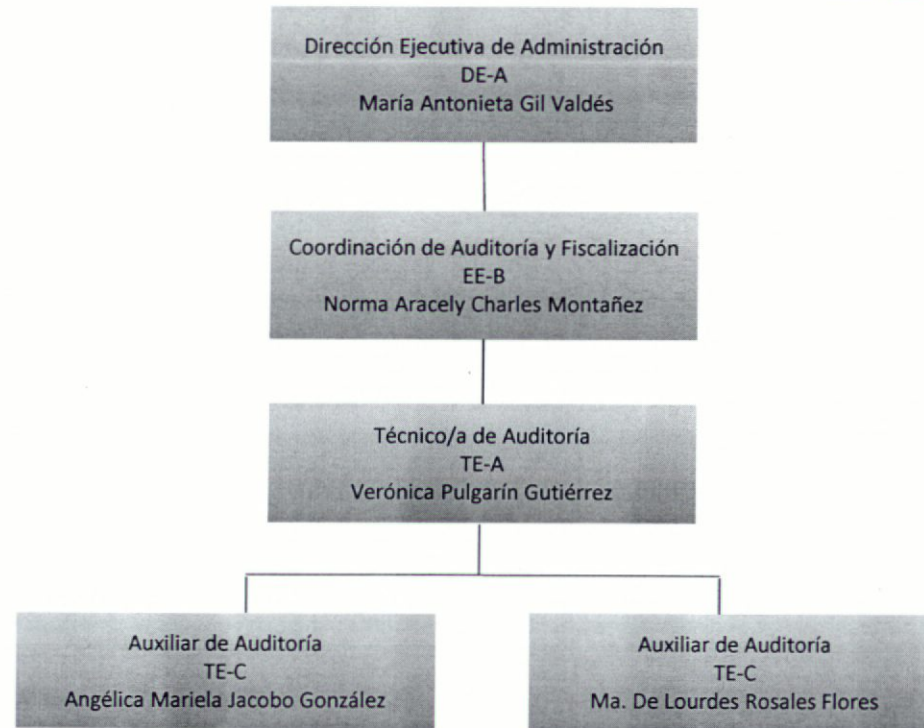 Dirección Ejecutiva de Administración
DE-A
María Antonieta Gil Valdés
Coordinación de Auditoría y Fiscalización
EE-B
Norma Aracely Charles Montañez
Técnico/a de Auditoría
TE-A
Verónica Pulgarín Gutiérrez
Auxiliar de Auditoría
TE-C
Angélica Mariela Jacobo González
Auxiliar de Auditoría
TE-C
Ma. De Lourdes Rosales Flores